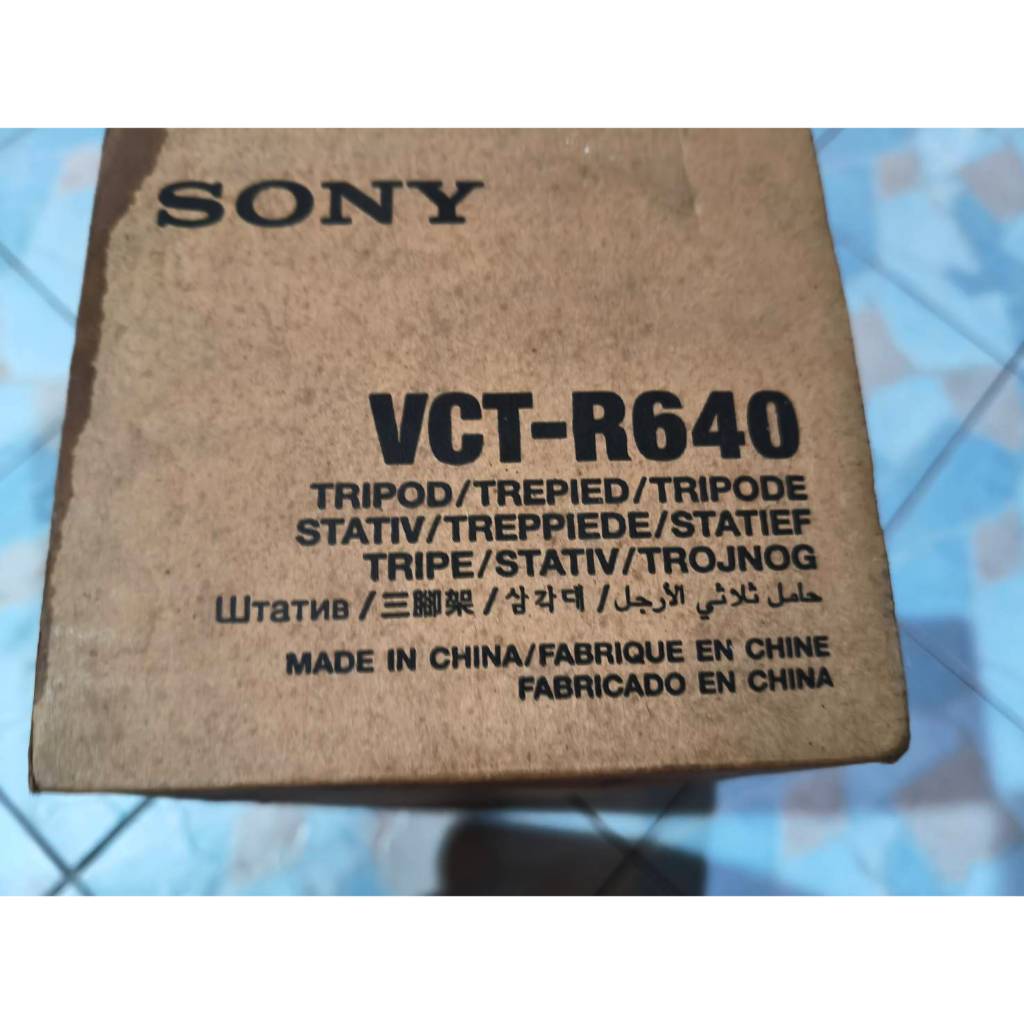 SONY
VCT-R640
TRIPOD/TREPIED/TRIPODE
STATIV/TREPPIEDE/STATIEF
TRIPE/STATIV/TROJNOG
Штатив/三腳架/삼각대/حامل ثلاثي الأرجل
MADE IN CHINA/FABRIQUE EN CHINE
FABRICADO EN CHINA